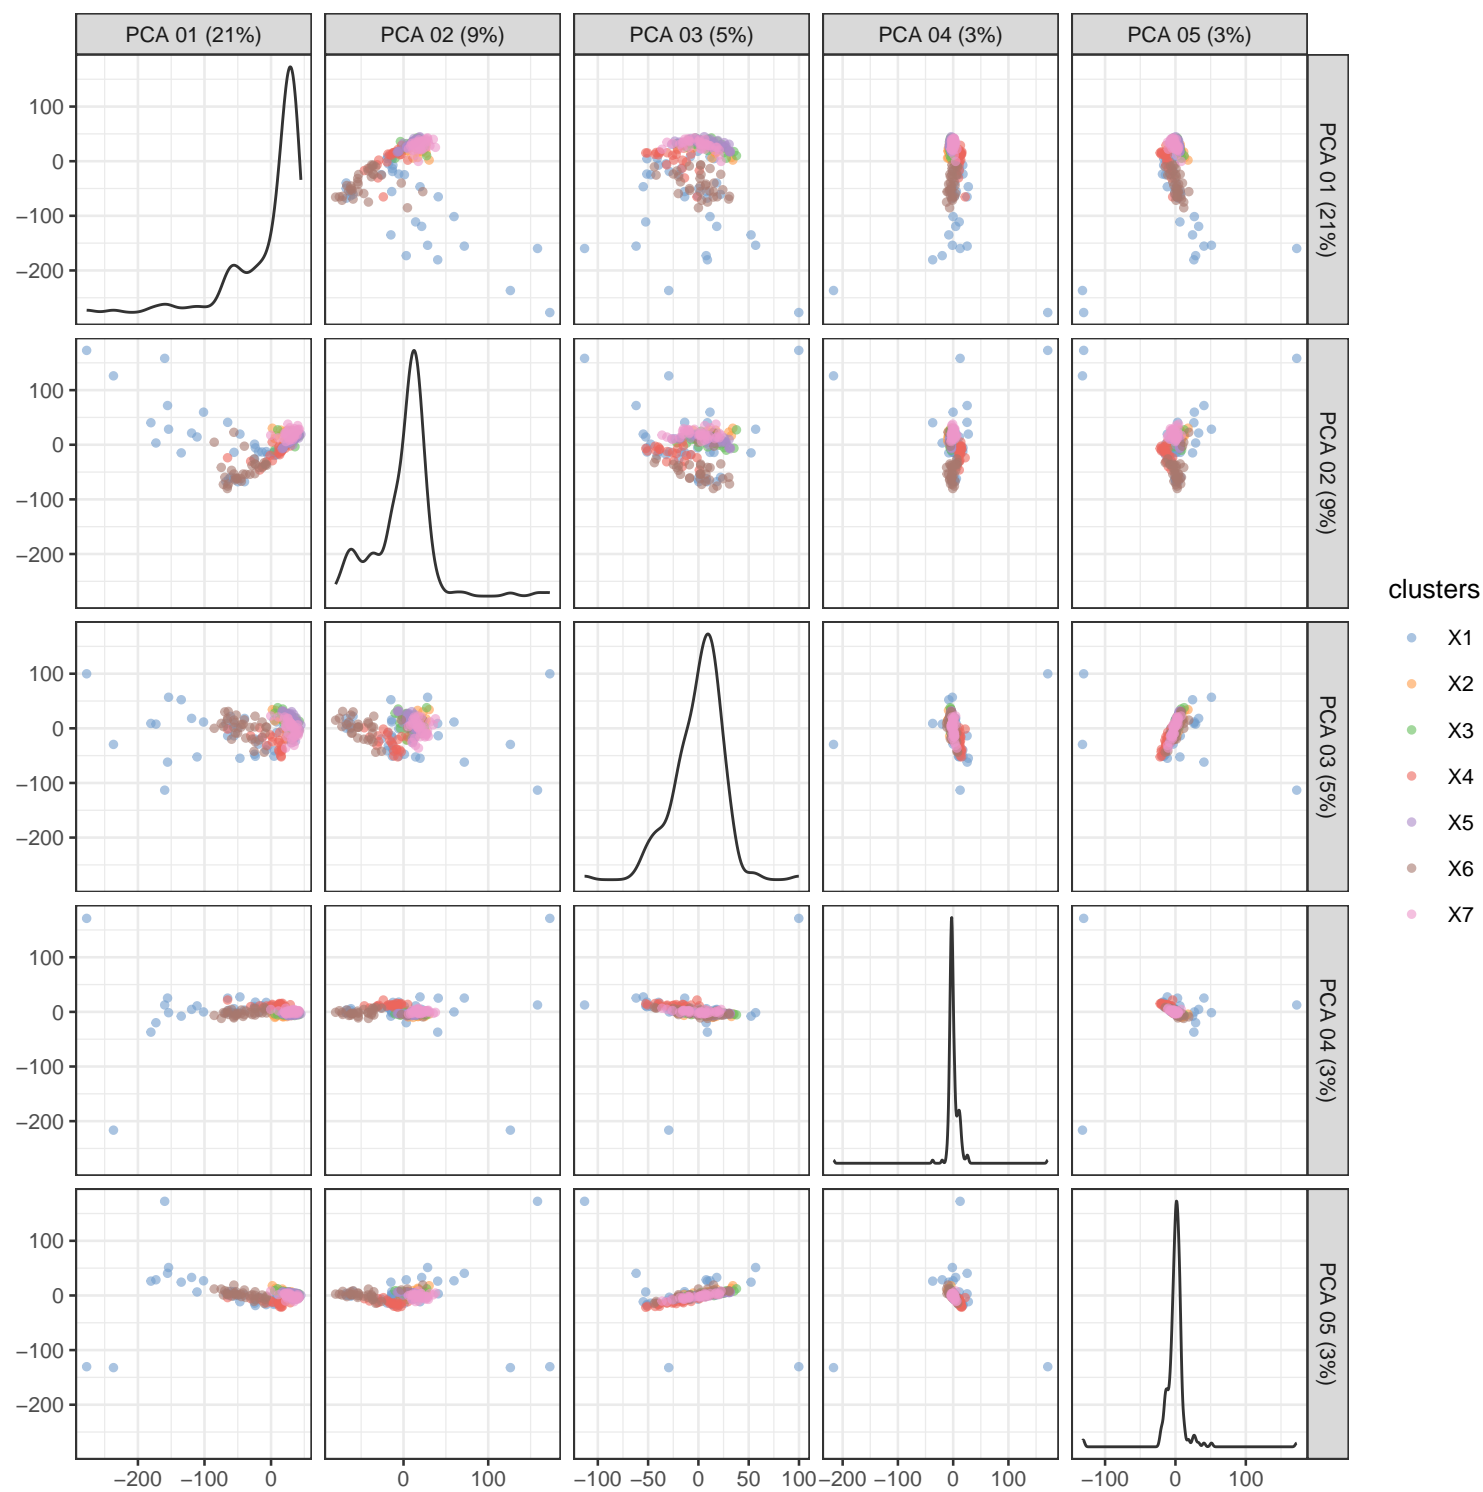 PCA 01 (21%) PCA 02 (9%) PCA 03 (5%) PCA 04 (3%) PCA 05 (3%)
100
0
−100
−200
PCA 01 (21%)
100
0
−100
−200
PCA 02 (9%)
100
0
−100
−200
PCA 03 (5%)
100
0
−100
−200
PCA 04 (3%)
100
0
−100
−200
PCA 05 (3%)
−200 −100 0 0 100 −100 −50 0 50 100 −200 −100 0 100 −100 0 100
clusters
X1
X2
X3
X4
X5
X6
X7